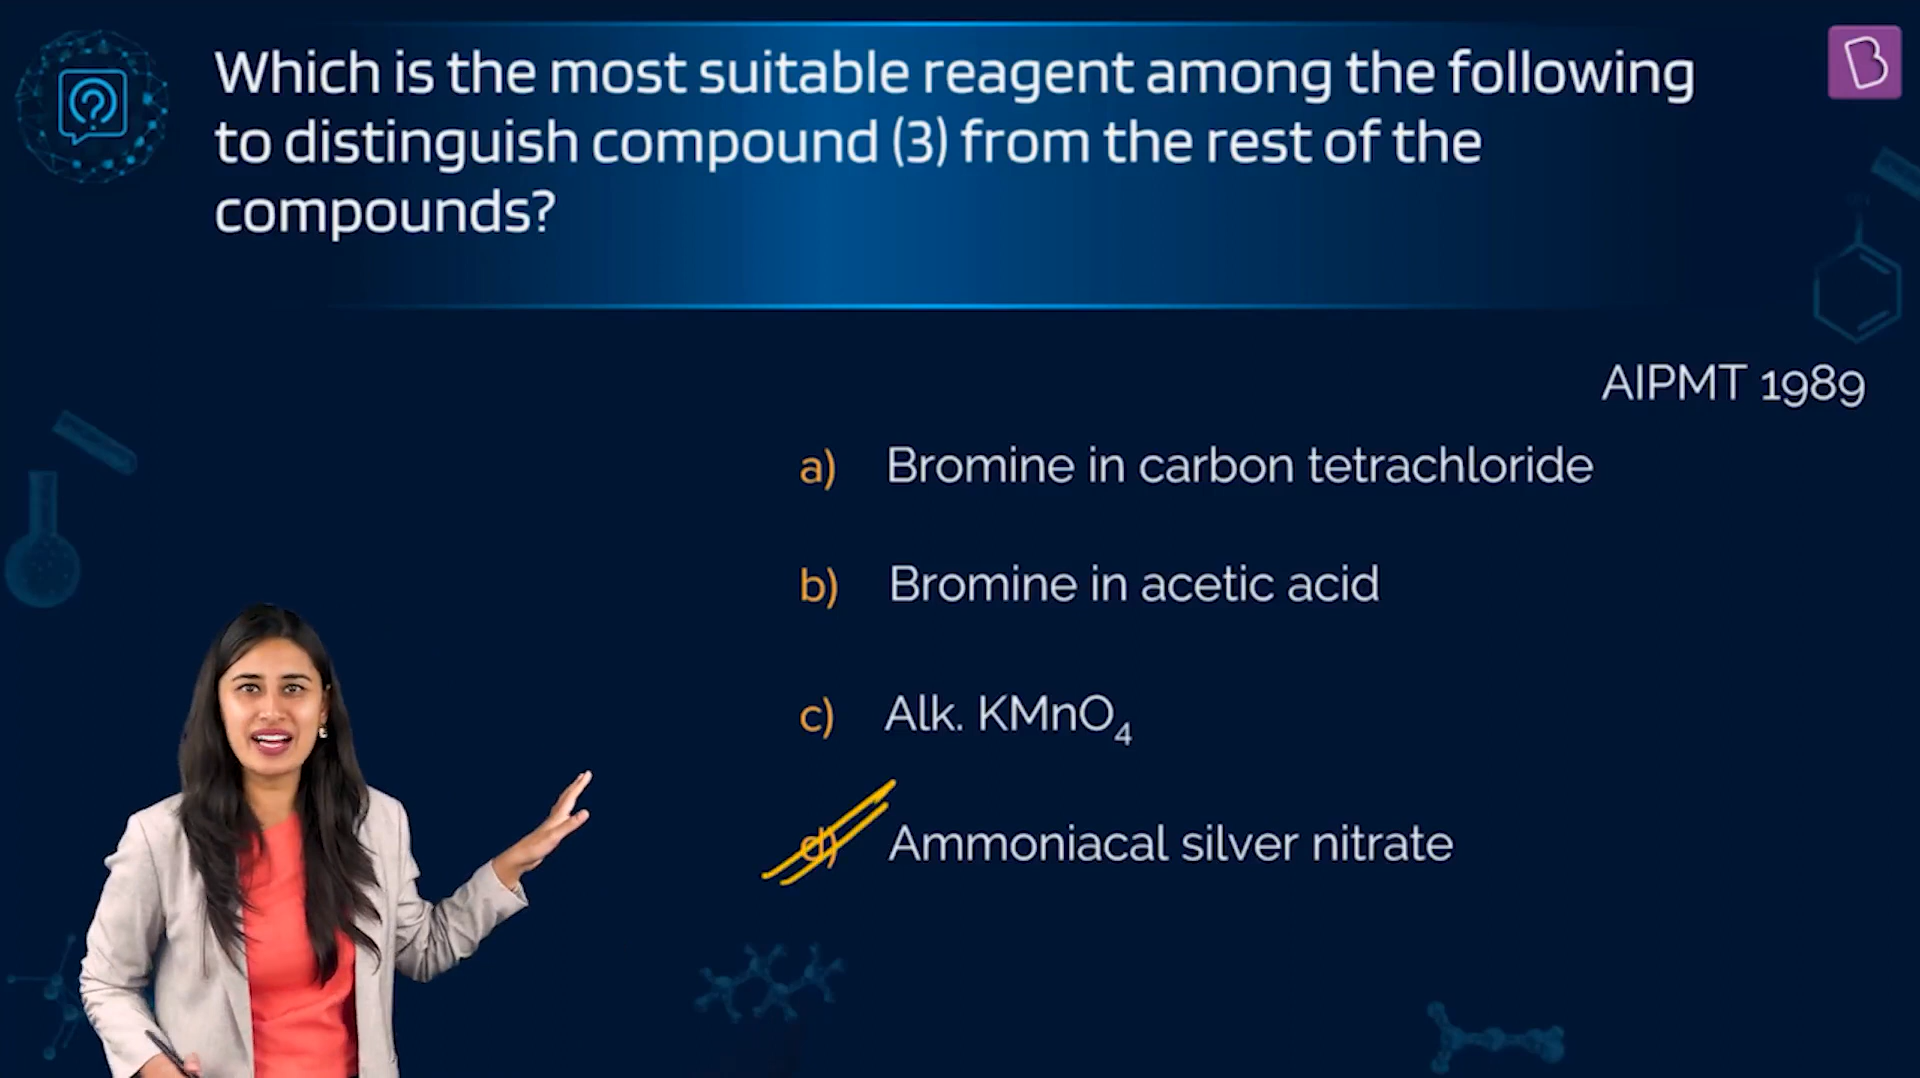 Which is the most suitable reagent among the following
to distinguish compound (3) from the rest of the
compounds?
AIPMT 1989
a) Bromine in carbon tetrachloride
b) Bromine in acetic acid
c) Alk. KMnO₄
d) Ammoniacal silver nitrate